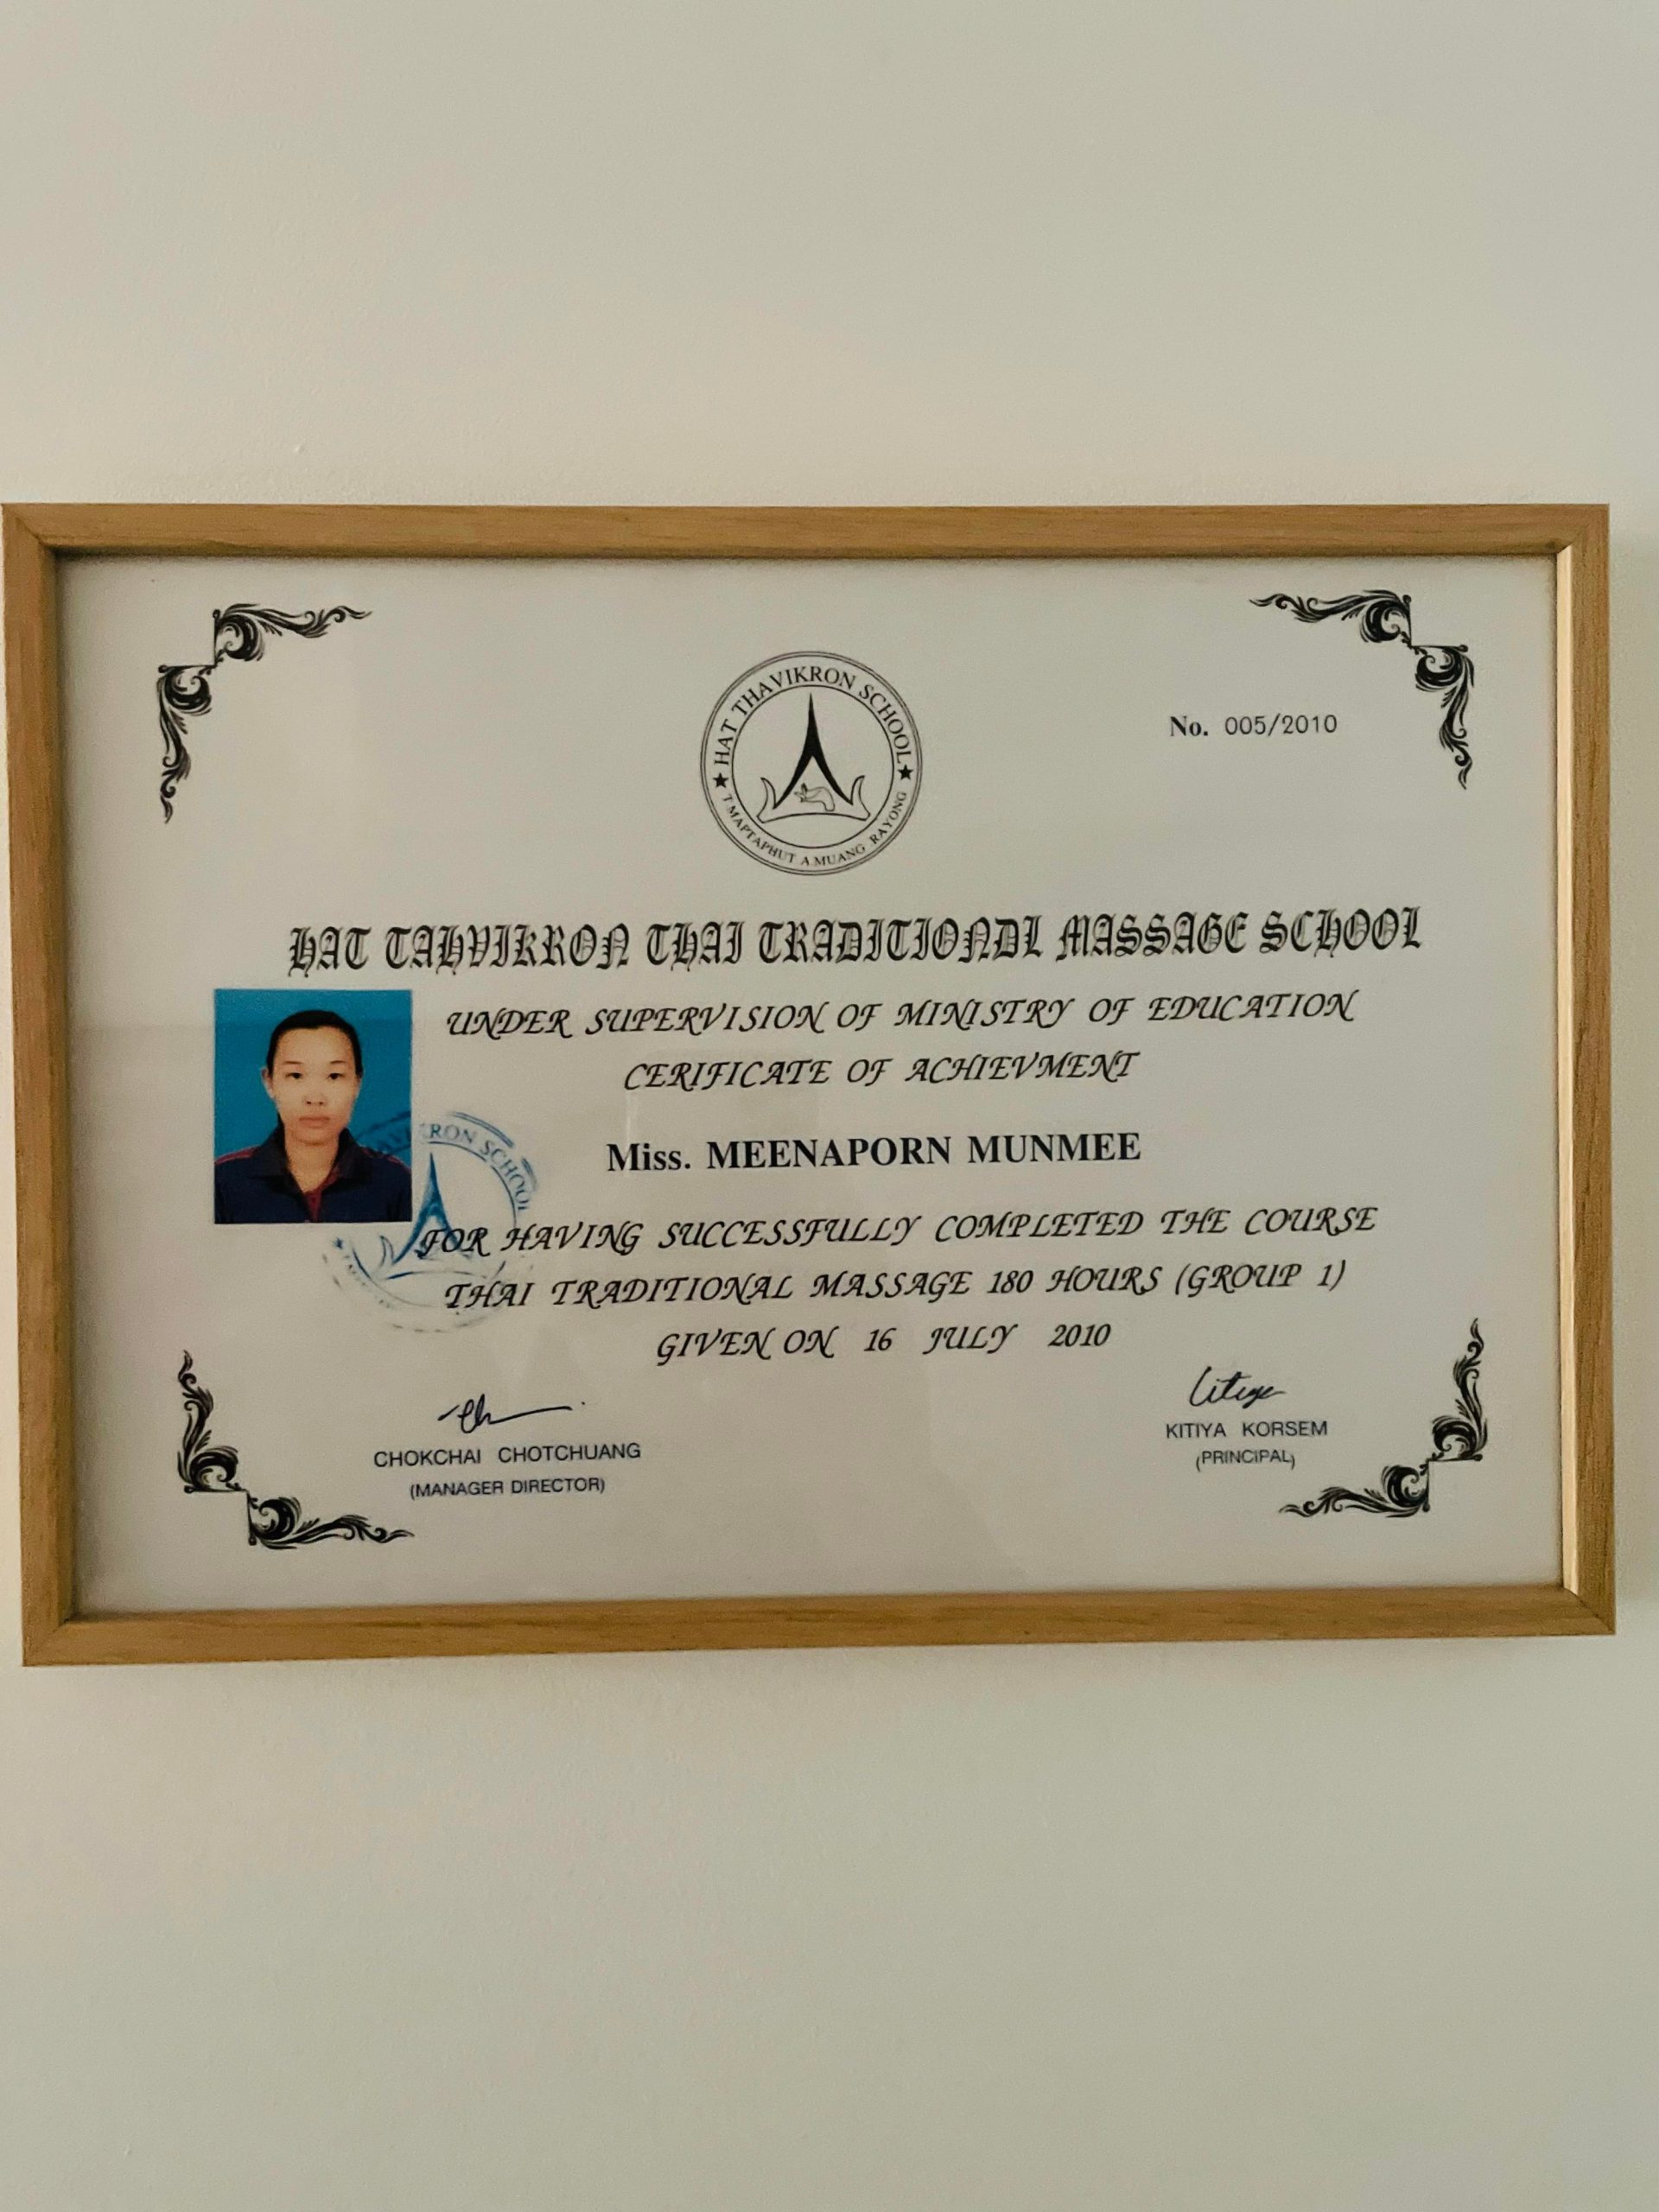 HAT THAVIKRON SCHOOL
T.MAPTAPHUT A.MUANG RAYONG
No. 005/2010
HAT TAHVIKRON THAI TRADITIONDL MASSAGE SCHOOL
UNDER SUPERVISION OF MINISTRY OF EDUCATION
CERIFICATE OF ACHIEVMENT
KRON SCHOOL
Miss. MEENAPORN MUNMEE
FOR HAVING SUCCESSFULLY COMPLETED THE COURSE
THAI TRADITIONAL MASSAGE 180 HOURS (GROUP 1)
GIVEN ON 16 JULY 2010
CHOKCHAI CHOTCHUANG
(MANAGER DIRECTOR)
KITIYA KORSEM
(PRINCIPAL)